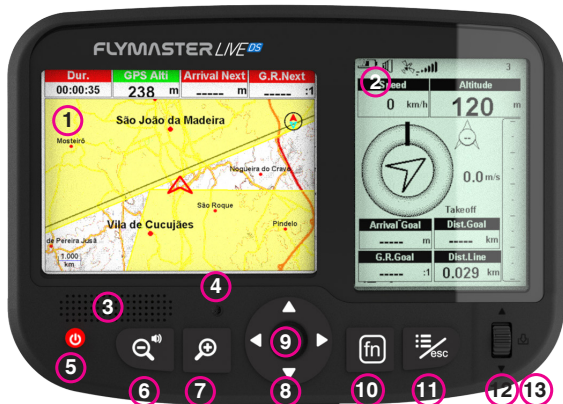 FLYMASTER LIVE DS
Dur. GPS Alti Arrival Next G.R.Next
00:00:35 238 m ----- m ----- :1
São João da Madeira
Mosteirô
Nogueira do Cravo
São Roque
Vila de Cucujães
Pindelo
de Pereira Jusã
1.000
km
3
Speed Altitude
0 km/h 120 m
--
0.0 m/s
Takeoff
Arrival Goal Dist.Goal
----- m ----- km
G.R.Goal Dist.Line
----- :1 0.029 km
fn
esc
1
2
3
4
5
6
7
8
9
10
11
12
13